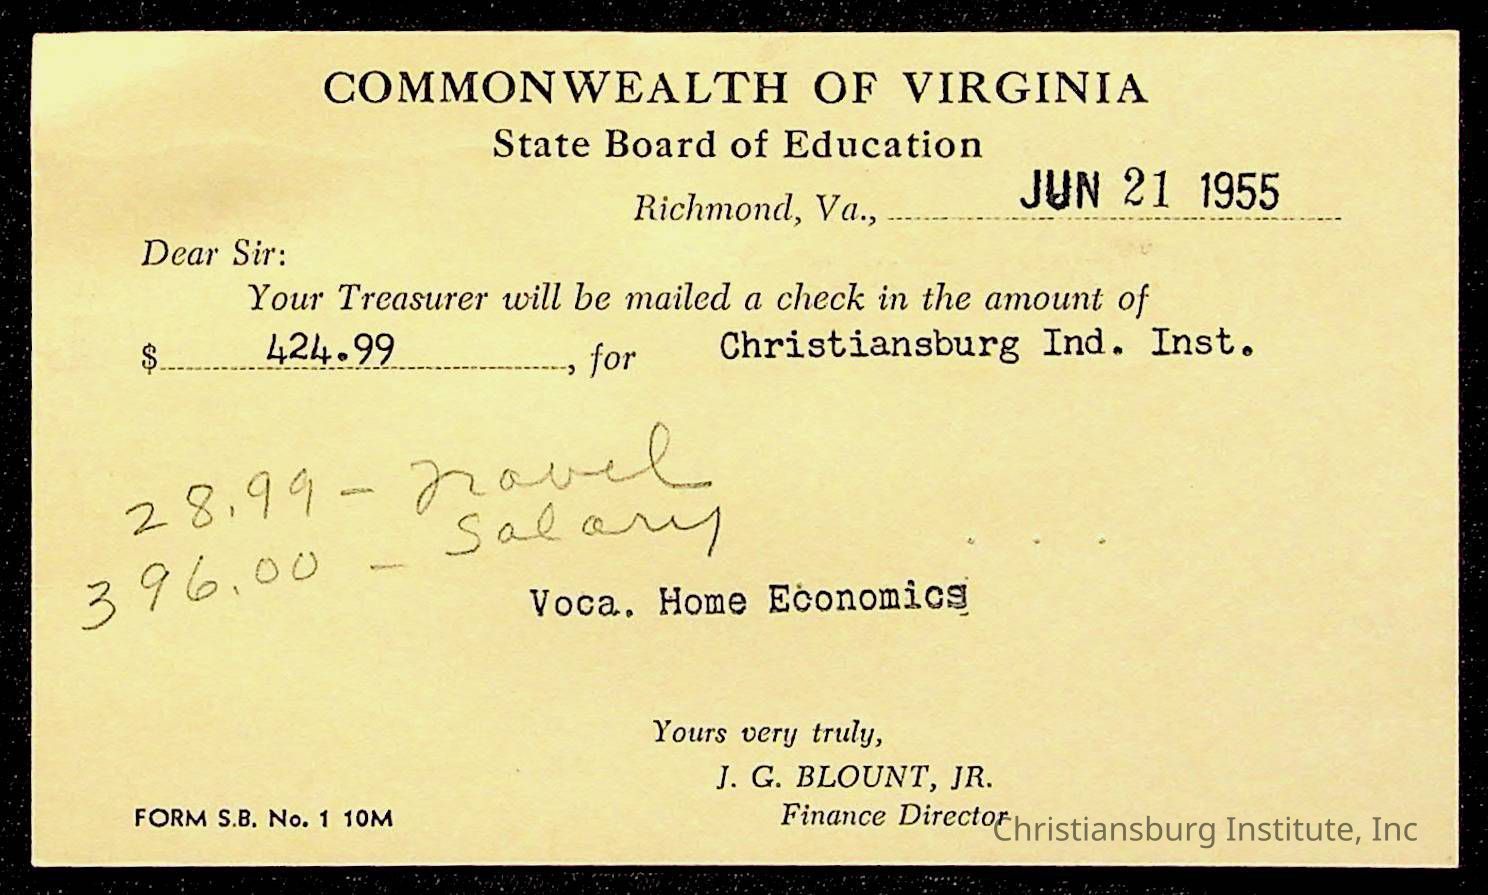 COMMONWEALTH OF VIRGINIA
State Board of Education
Richmond, Va., JUN 21 1955
Dear Sir:
Your Treasurer will be mailed a check in the amount of
$ 424.99, for Christiansburg Ind. Inst.
28.99 - Travel
396.00 - Salary
Voca. Home Economics
Yours very truly,
J. G. BLOUNT, JR.
Finance Director
FORM S.B. No. 1 10M
Christiansburg Institute, Inc